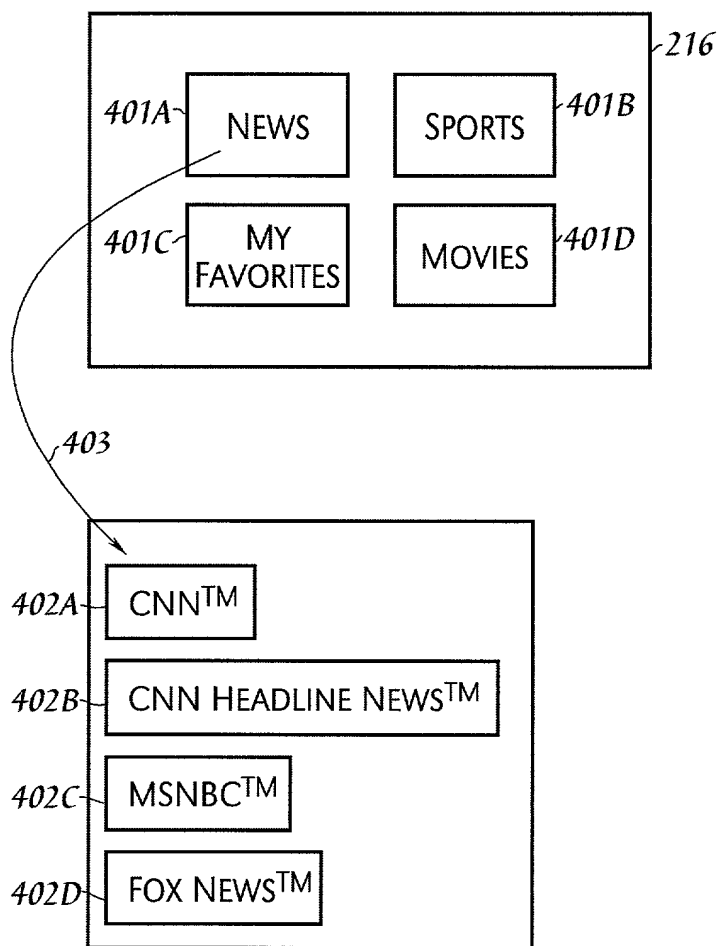 216
401A
NEWS
SPORTS
401B
401C
MY
FAVORITES
MOVIES
401D
403
402A
CNN™
402B
CNN HEADLINE NEWS™
402C
MSNBC™
402D
FOX NEWS™